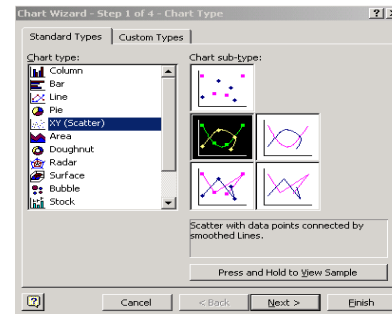 Chart Wizard - Step 1 of 4 - Chart Type
Standard Types
Custom Types
Chart type:
Column
Bar
Line
Pie
XY (Scatter)
Area
Doughnut
Radar
Surface
Bubble
Stock
Chart sub-type:
Scatter with data points connected by
smoothed Lines.
Press and Hold to View Sample
Cancel
< Back
Next >
Finish